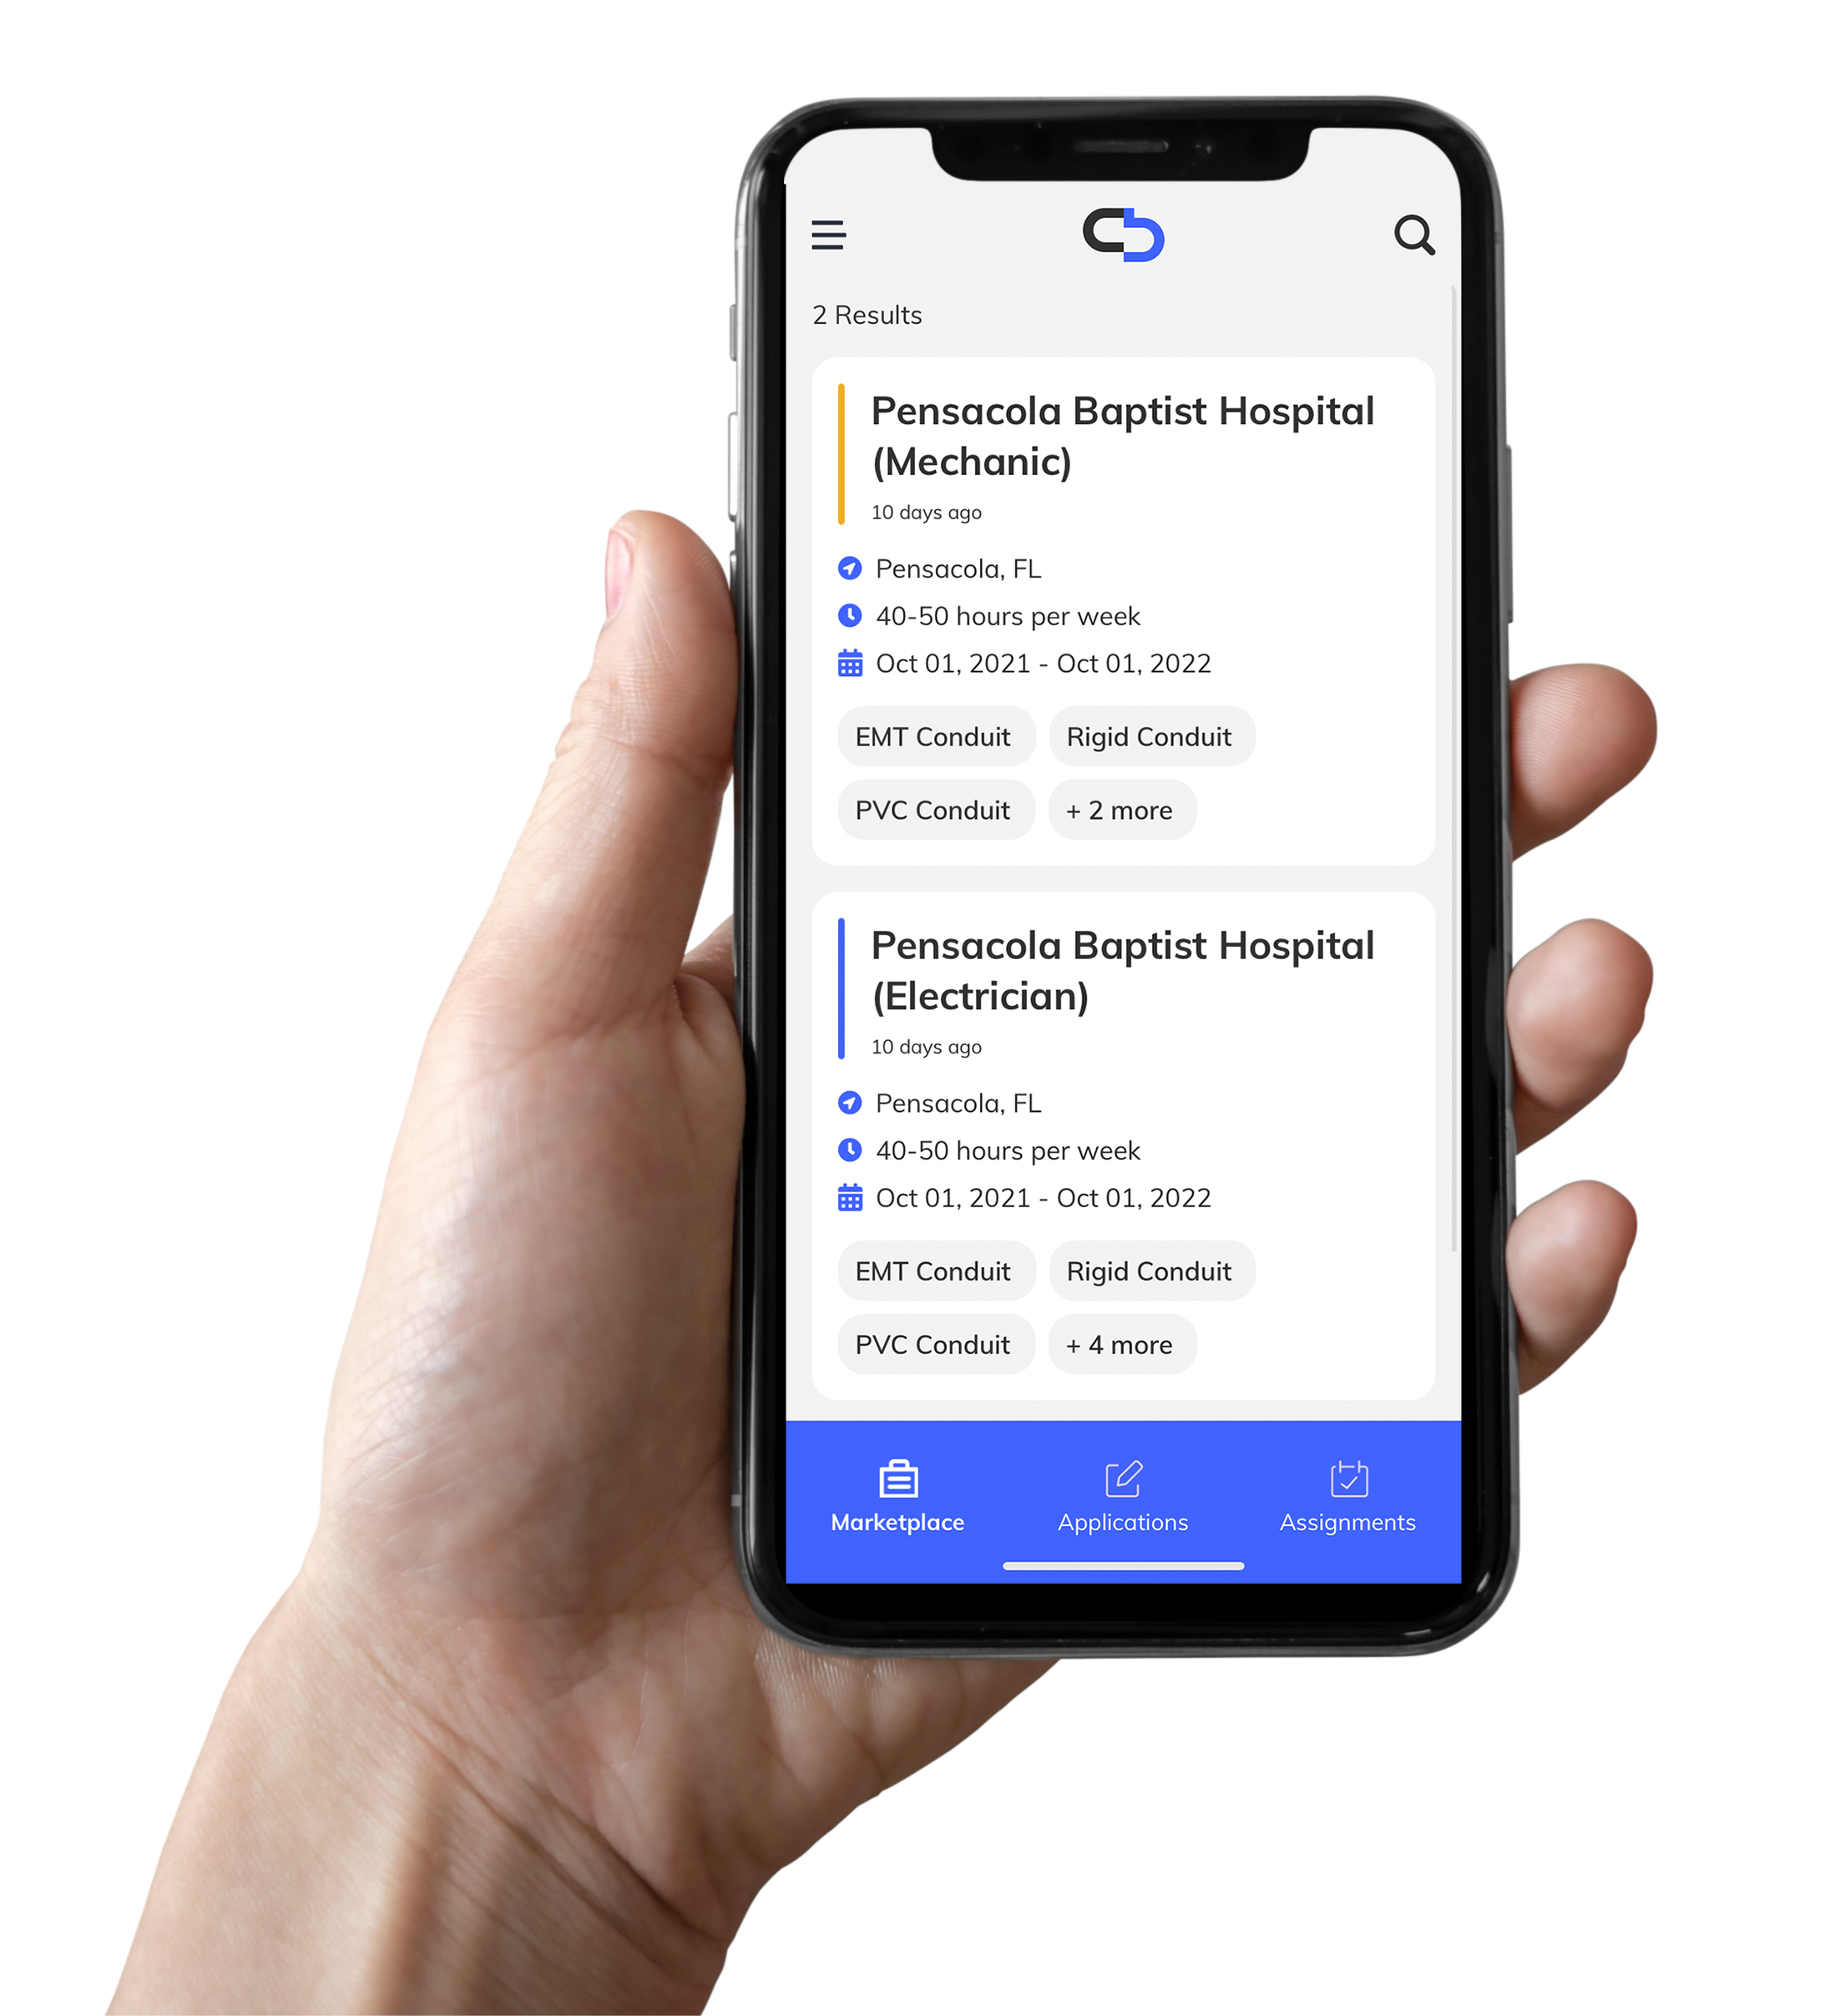 2 Results
Pensacola Baptist Hospital
(Mechanic)
10 days ago
Pensacola, FL
40-50 hours per week
Oct 01, 2021 - Oct 01, 2022
EMT Conduit
Rigid Conduit
PVC Conduit
+ 2 more
Pensacola Baptist Hospital
(Electrician)
10 days ago
Pensacola, FL
40-50 hours per week
Oct 01, 2021 - Oct 01, 2022
EMT Conduit
Rigid Conduit
PVC Conduit
+ 4 more
Marketplace
Applications
Assignments